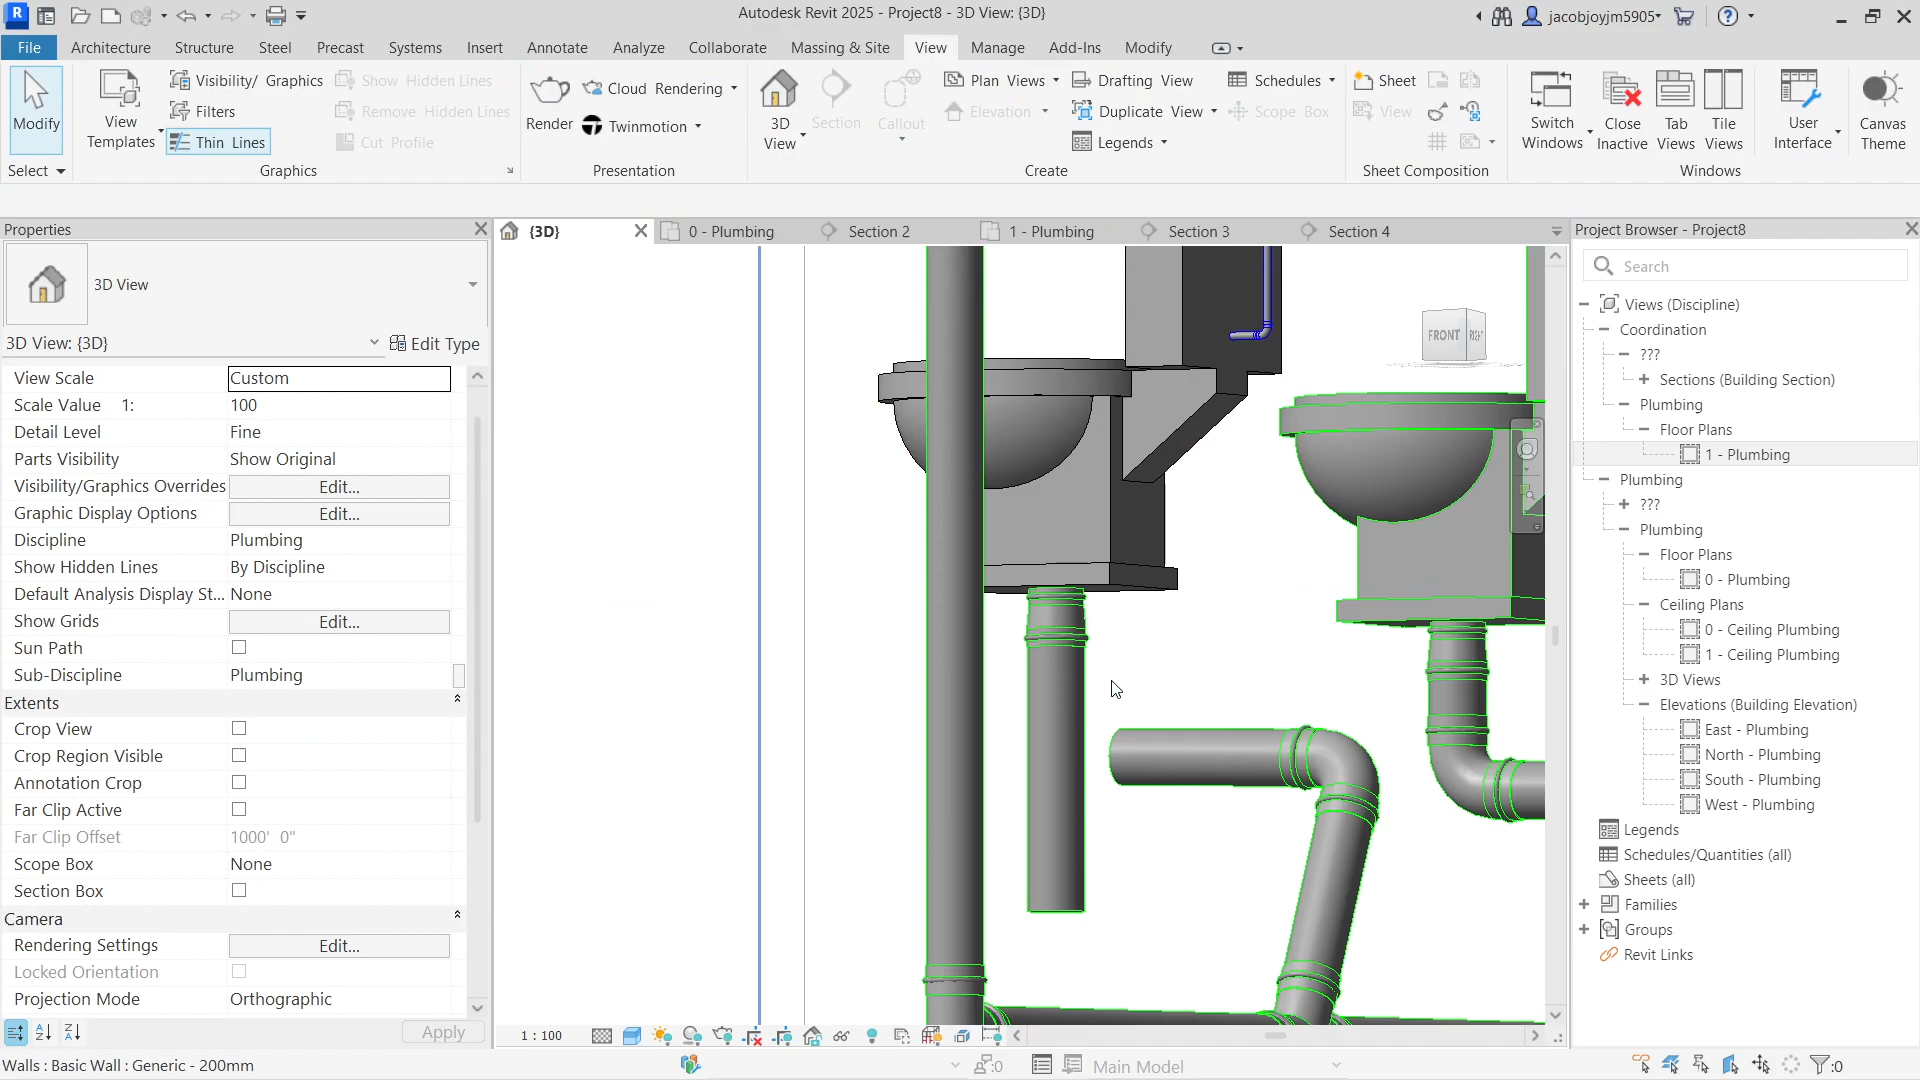 R
Autodesk Revit 2025 - Project8 - 3D View: {3D}
jacobjoyjm5905
?
File
Architecture
Structure
Steel
Precast
Systems
Insert
Annotate
Analyze
Collaborate
Massing & Site
View
Manage
Add-Ins
Modify
Modify
View
Templates
Visibility/ Graphics
Filters
Thin Lines
Show Hidden Lines
Remove Hidden Lines
Cut Profile
Render
Cloud Rendering
Twinmotion
3D
View
Section
Callout
Plan Views
Elevation
Drafting View
Duplicate View
Legends
Schedules
Scope Box
Sheet
View
Switch
Windows
Close
Inactive
Tab
Views
Tile
Views
User
Interface
Canvas
Theme
Select
Graphics
Presentation
Create
Sheet Composition
Windows
Properties
{3D}
0 - Plumbing
Section 2
1 - Plumbing
Section 3
Section 4
Project Browser - Project8
3D View
3D View: {3D}
Edit Type
View Scale
Custom
Scale Value 1:
100
Detail Level
Fine
Parts Visibility
Show Original
Visibility/Graphics Overrides
Edit...
Graphic Display Options
Edit...
Discipline
Plumbing
Show Hidden Lines
By Discipline
Default Analysis Display St...
None
Show Grids
Edit...
Sun Path
Sub-Discipline
Plumbing
Extents
Crop View
Crop Region Visible
Annotation Crop
Far Clip Active
Far Clip Offset
1000' 0"
Scope Box
None
Section Box
Camera
Rendering Settings
Edit...
Locked Orientation
Projection Mode
Orthographic
Apply
FRONT
RIGHT
Search
Views (Discipline)
Coordination
???
Sections (Building Section)
Plumbing
Floor Plans
1 - Plumbing
Plumbing
???
Plumbing
Floor Plans
0 - Plumbing
Ceiling Plans
0 - Ceiling Plumbing
1 - Ceiling Plumbing
3D Views
Elevations (Building Elevation)
East - Plumbing
North - Plumbing
South - Plumbing
West - Plumbing
Legends
Schedules/Quantities (all)
Sheets (all)
Families
Groups
Revit Links
1 : 100
Walls : Basic Wall : Generic - 200mm
:0
Main Model
:0